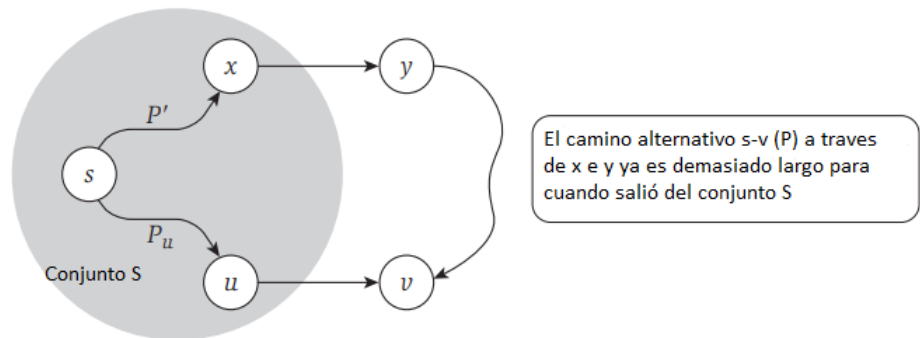 x
y
P'
s
P_u
Conjunto S
u
v
El camino alternativo s-v (P) a traves
de x e y ya es demasiado largo para
cuando salió del conjunto S